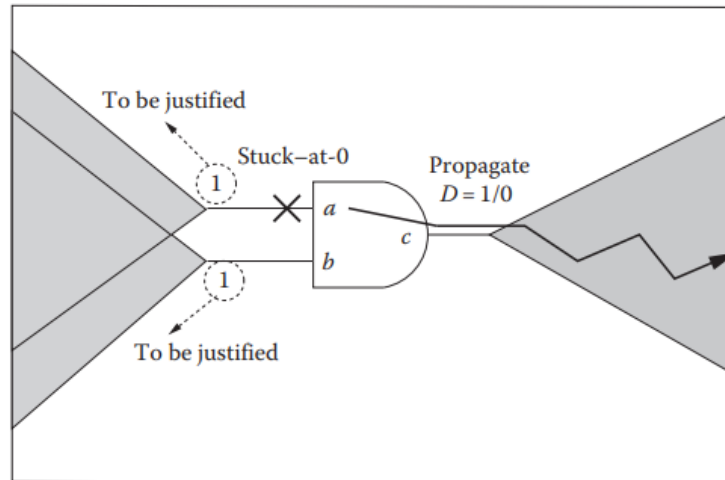 To be justified
Stuck–at-0
Propagate
D = 1/0
1
a
c
b
1
To be justified